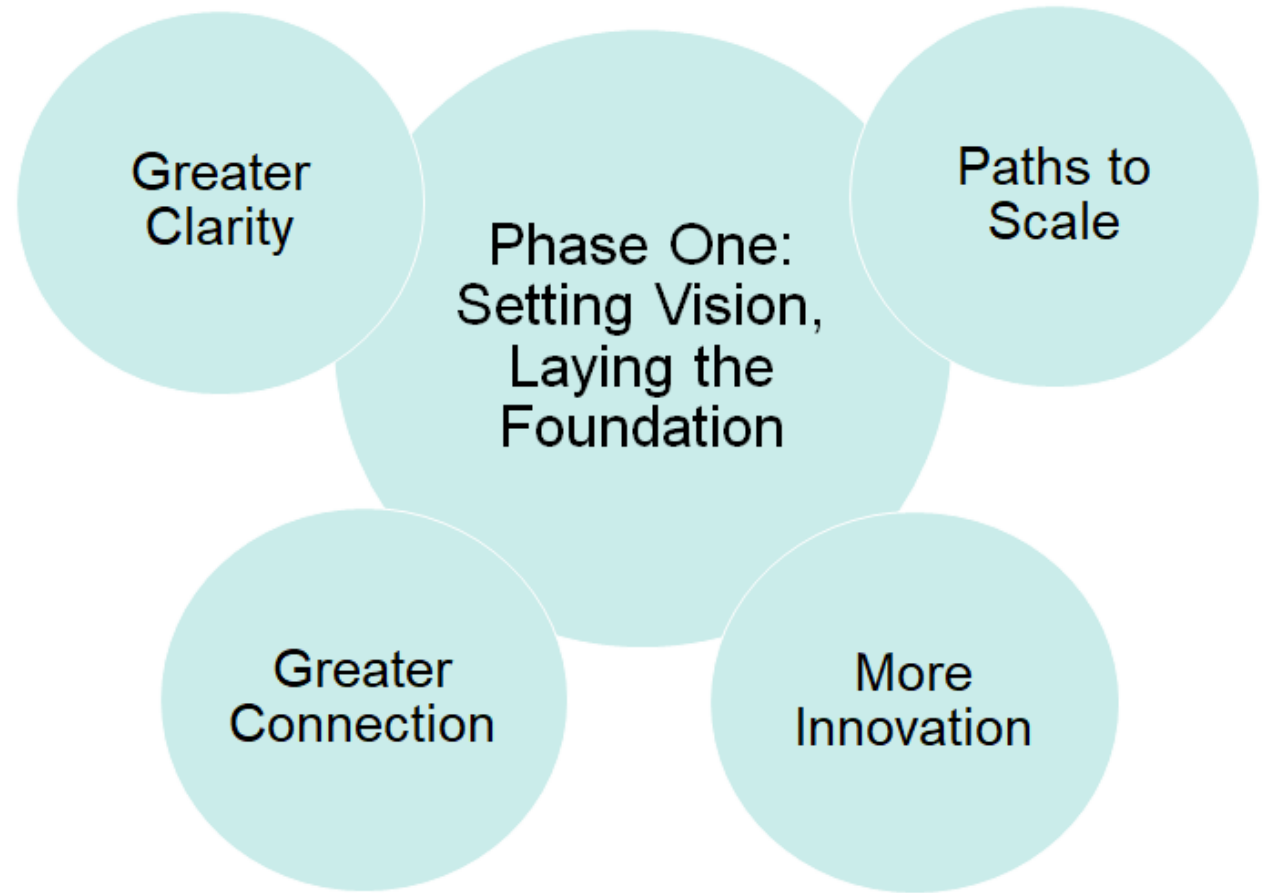 Greater
Clarity
Phase One:
Setting Vision,
Laying the
Foundation
Paths to
Scale
Greater
Connection
More
Innovation